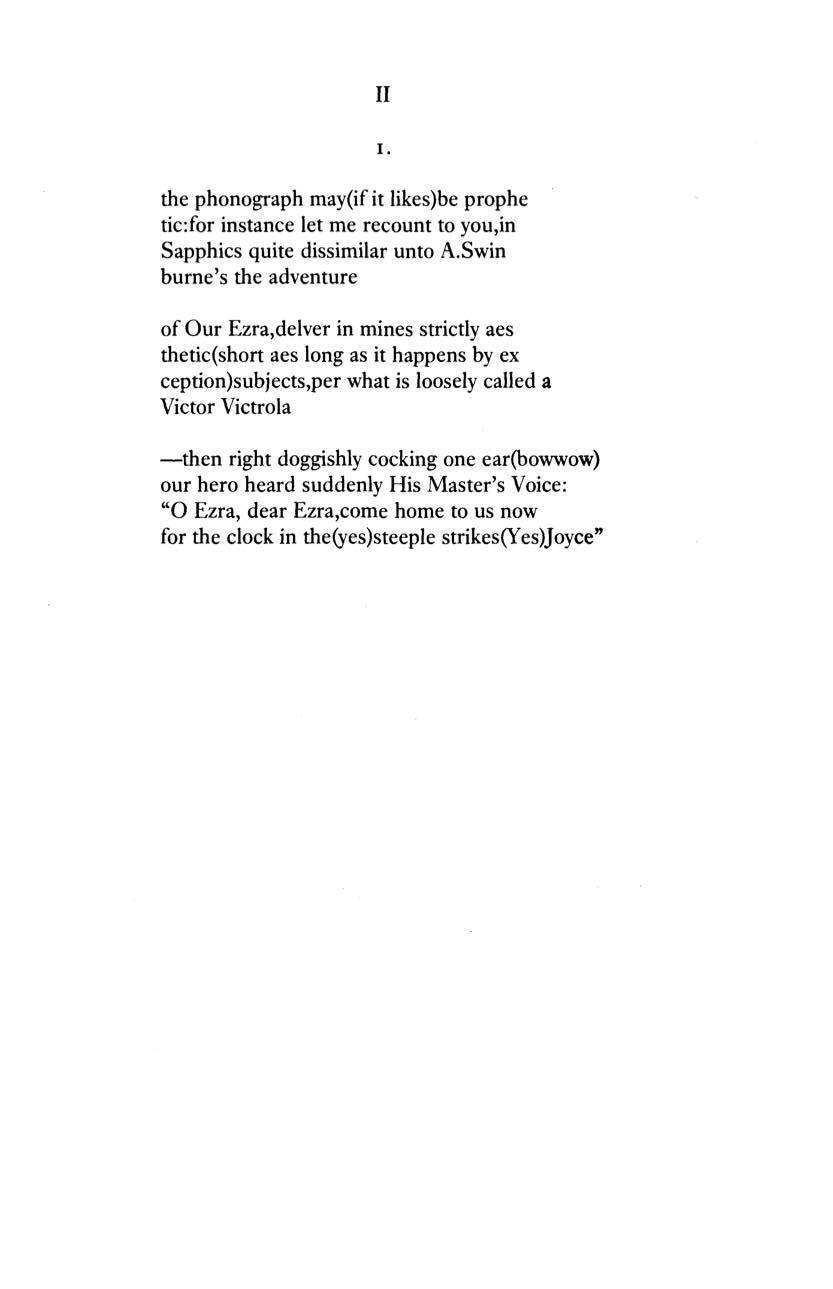 II
1.
the phonograph may(if it likes)be prophe
tic:for instance let me recount to you,in
Sapphics quite dissimilar unto A.Swin
burne’s the adventure
of Our Ezra,delver in mines strictly aes
thetic(short aes long as it happens by ex
ception)subjects,per what is loosely called a
Victor Victrola
—then right doggishly cocking one ear(bowwow)
our hero heard suddenly His Master’s Voice:
“O Ezra, dear Ezra,come home to us now
for the clock in the(yes)steeple strikes(Yes)Joyce”